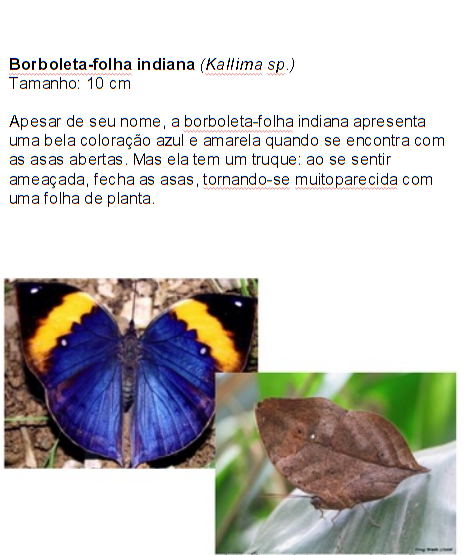 Borboleta-folha indiana (Kallima sp.)
Tamanho: 10 cm
Apesar de seu nome, a borboleta-folha indiana apresenta
uma bela coloração azul e amarela quando se encontra com
as asas abertas. Mas ela tem um truque: ao se sentir
ameaçada, fecha as asas, tornando-se muitoparecida com
uma folha de planta.